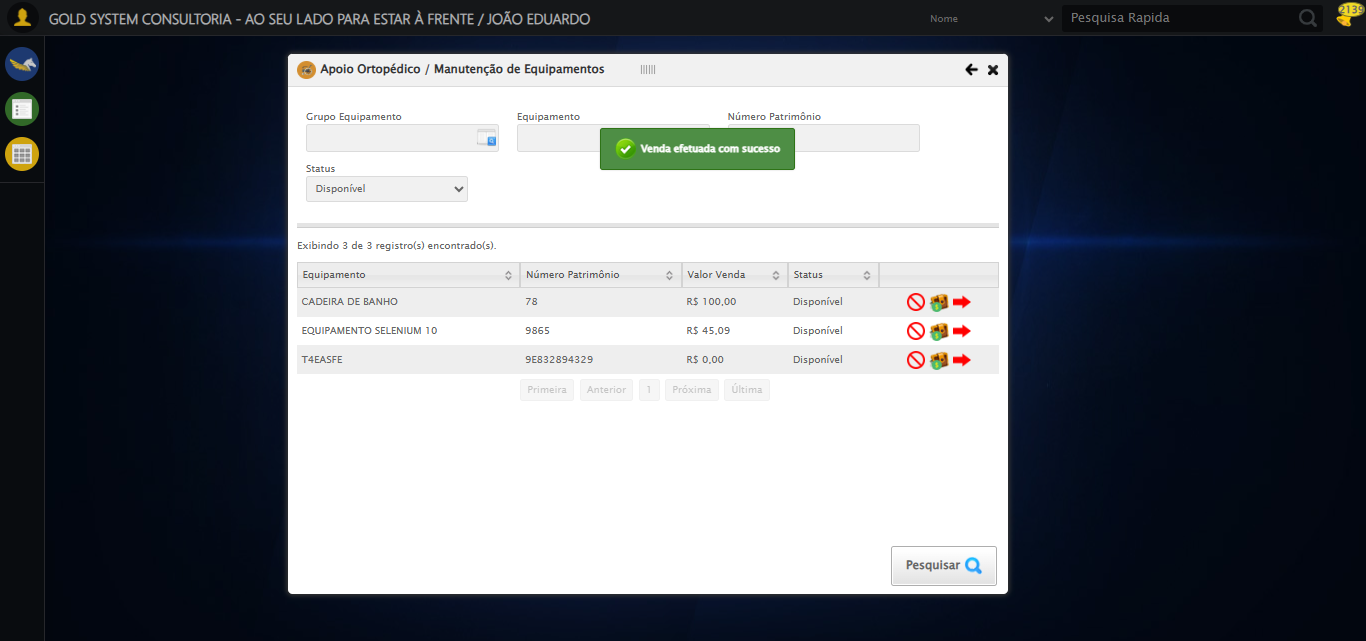 GOLD SYSTEM CONSULTORIA - AO SEU LADO PARA ESTAR À FRENTE / JOÃO EDUARDO
Nome
Pesquisa Rapida
2139
Apoio Ortopédico / Manutenção de Equipamentos
Grupo Equipamento
Equipamento
Número Patrimônio
Venda efetuada com sucesso
Status
Disponível
Exibindo 3 de 3 registro(s) encontrado(s).
Equipamento Número Patrimônio Valor Venda Status
CADEIRA DE BANHO 78 R$ 100,00 Disponível
EQUIPAMENTO SELENIUM 10 9865 R$ 45,09 Disponível
T4EASFE 9E832894329 R$ 0,00 Disponível
Primeira Anterior 1 Próxima Última
Pesquisar